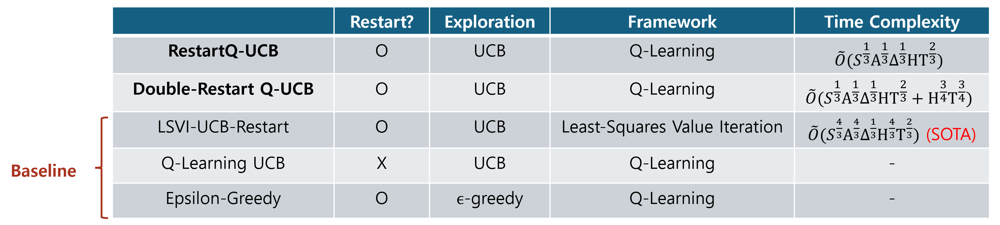 Restart? Exploration Framework Time Complexity
RestartQ-UCB O UCB Q-Learning Õ(S^{1/3}A^{1/3}Δ^{1/3}HT^{2/3})
Double-Restart Q-UCB O UCB Q-Learning Õ(S^{1/3}A^{1/3}Δ^{1/3}HT^{2/3} + H^{3/4}T^{3/4})
LSVI-UCB-Restart O UCB Least-Squares Value Iteration Õ(S^{4/3}A^{4/3}Δ^{1/3}H^{4/3}T^{2/3}) (SOTA)
Baseline
Q-Learning UCB X UCB Q-Learning -
Epsilon-Greedy O ϵ-greedy Q-Learning -